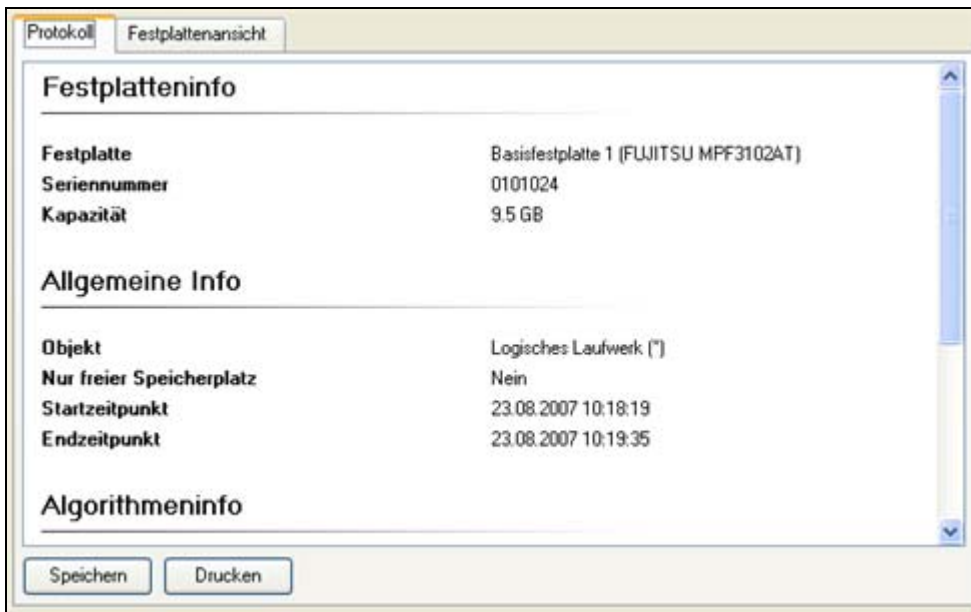 Protokoll Festplattenansicht
Festplatteninfo
Festplatte Basisfestplatte 1 (FUJITSU MPF3102AT)
Seriennummer 0101024
Kapazität 9.5 GB
Allgemeine Info
Objekt Logisches Laufwerk (*)
Nur freier Speicherplatz Nein
Startzeitpunkt 23.08.2007 10:18:19
Endzeitpunkt 23.08.2007 10:19:35
Algorithmeninfo
Speichern Drucken